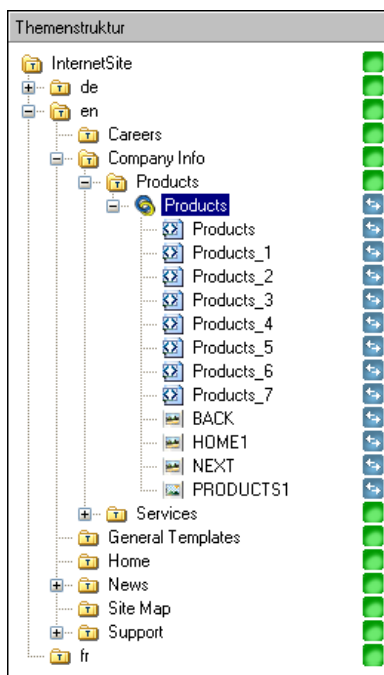 Themenstruktur
InternetSite
de
en
Careers
Company Info
Products
Products
Products
Products_1
Products_2
Products_3
Products_4
Products_5
Products_6
Products_7
BACK
HOME1
NEXT
PRODUCTS1
Services
General Templates
Home
News
Site Map
Support
fr